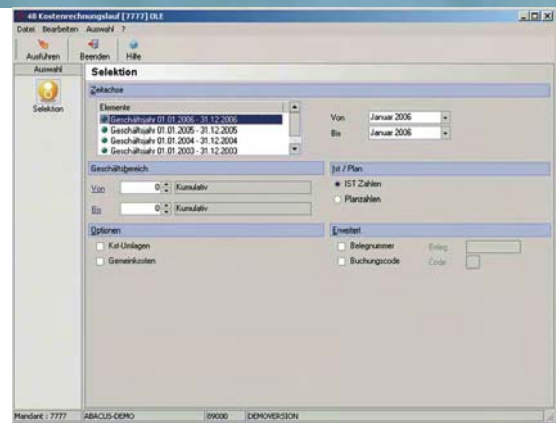 48 Kostenrechnungslauf [7777] OLE
Datei Bearbeiten Auswahl ?
Ausführen Beenden Hilfe
Auswahl
Selektion
Selektion
Zeitachse
Elemente
Geschäftsjahr 01.01.2006 - 31.12.2006
Geschäftsjahr 01.01.2005 - 31.12.2005
Geschäftsjahr 01.01.2004 - 31.12.2004
Geschäftsjahr 01.01.2003 - 31.12.2003
Von Januar 2006
Bis Januar 2006
Geschäftsbereich
Von 0 Kumulativ
Bis 0 Kumulativ
Ist / Plan
IST Zahlen
Planzahlen
Optionen
Kst-Umlagen
Gemeinkosten
Erweitert
Belegnummer Beleg
Buchungscode Code
Mandant : 7777 ABACUS-DEMO 09000 DEMOVERSION